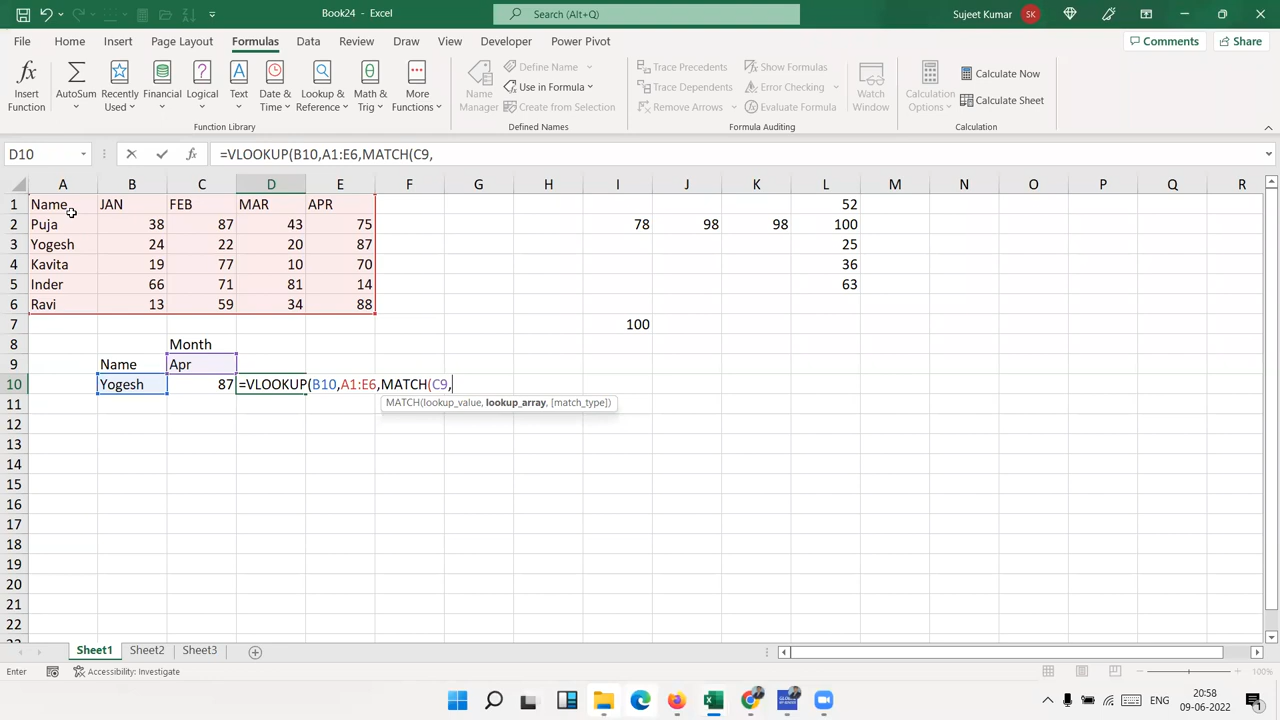 Book24 - Excel
Search (Alt+Q)
Sujeet Kumar
SK
File Home Insert Page Layout Formulas Data Review View Draw Developer Power Pivot
Comments
Share
Insert Function
AutoSum
Recently Used
Financial
Logical
Text
Date & Time
Lookup & Reference
Math & Trig
More Functions
Function Library
Name Manager
Define Name
Use in Formula
Create from Selection
Defined Names
Trace Precedents
Trace Dependents
Remove Arrows
Show Formulas
Error Checking
Evaluate Formula
Formula Auditing
Watch Window
Calculation Options
Calculate Now
Calculate Sheet
Calculation
D10
fx
=VLOOKUP(B10,A1:E6,MATCH(C9,
A B C D E F G H I J K L M N O P Q R
1 Name JAN FEB MAR APR 52
2 Puja 38 87 43 75 78 98 98 100
3 Yogesh 24 22 20 87 25
4 Kavita 19 77 10 70 36
5 Inder 66 71 81 14 63
6 Ravi 13 59 34 88
7 100
8 Month
9 Name Apr
10 Yogesh 87 =VLOOKUP(B10,A1:E6,MATCH(C9,
MATCH(lookup_value, lookup_array, [match_type])
11
12
13
14
15
16
17
18
19
20
21
22
Sheet1 Sheet2 Sheet3
Enter
Accessibility: Investigate
100%
ENG
20:58
09-06-2022
1